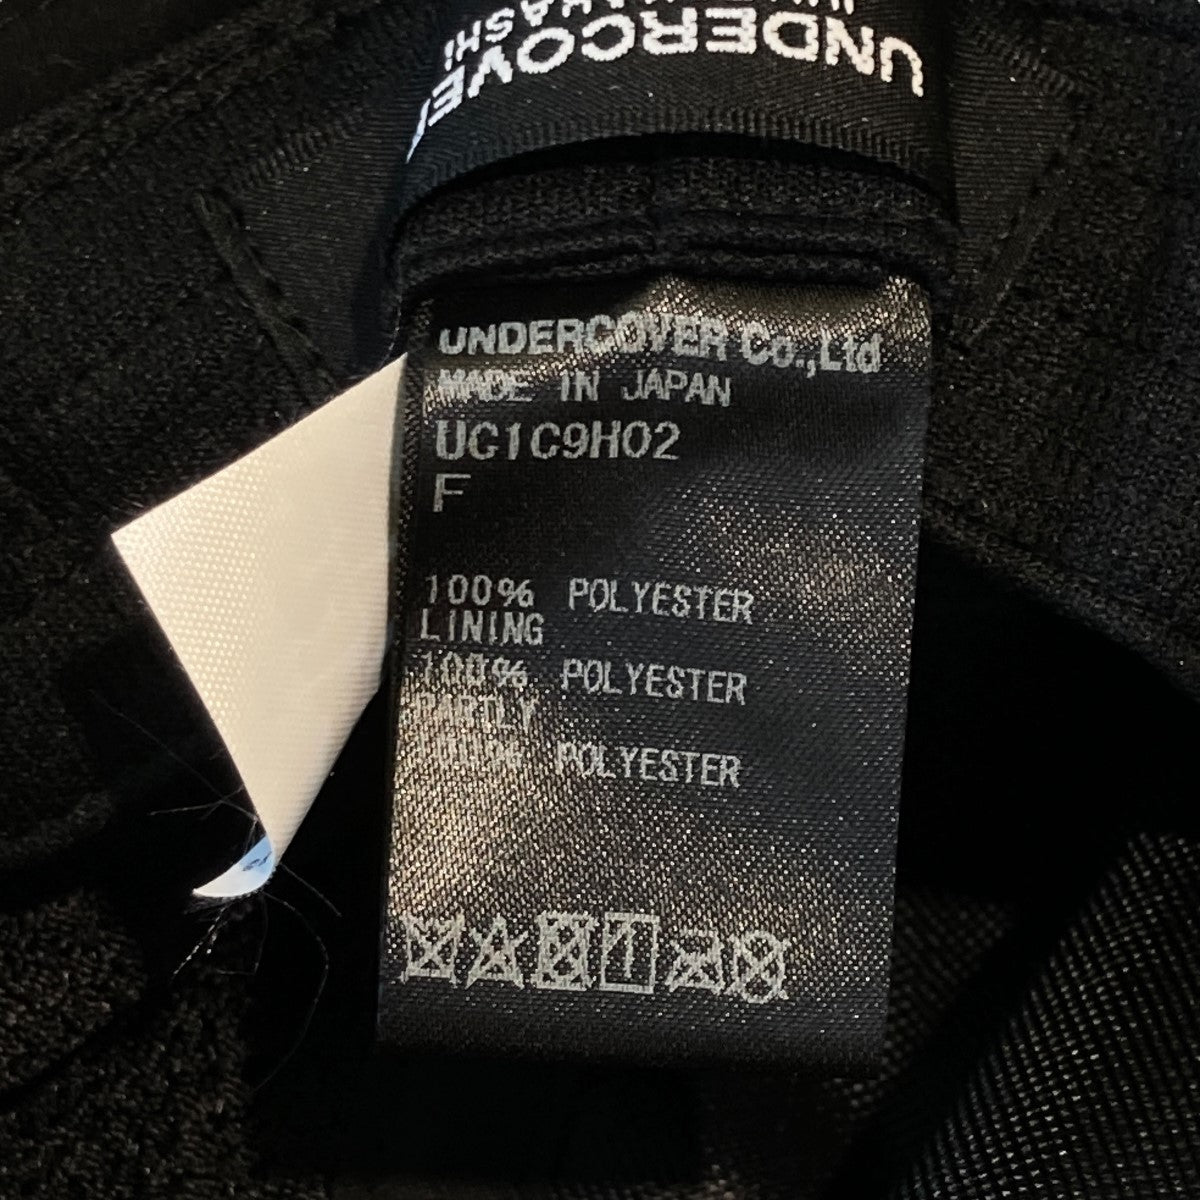 UNDERCOVER
UNDERCOVER Co.,Ltd
MADE IN JAPAN
UC1C9H02
F
100% POLYESTER
LINING
100% POLYESTER
PARTLY
100% POLYESTER